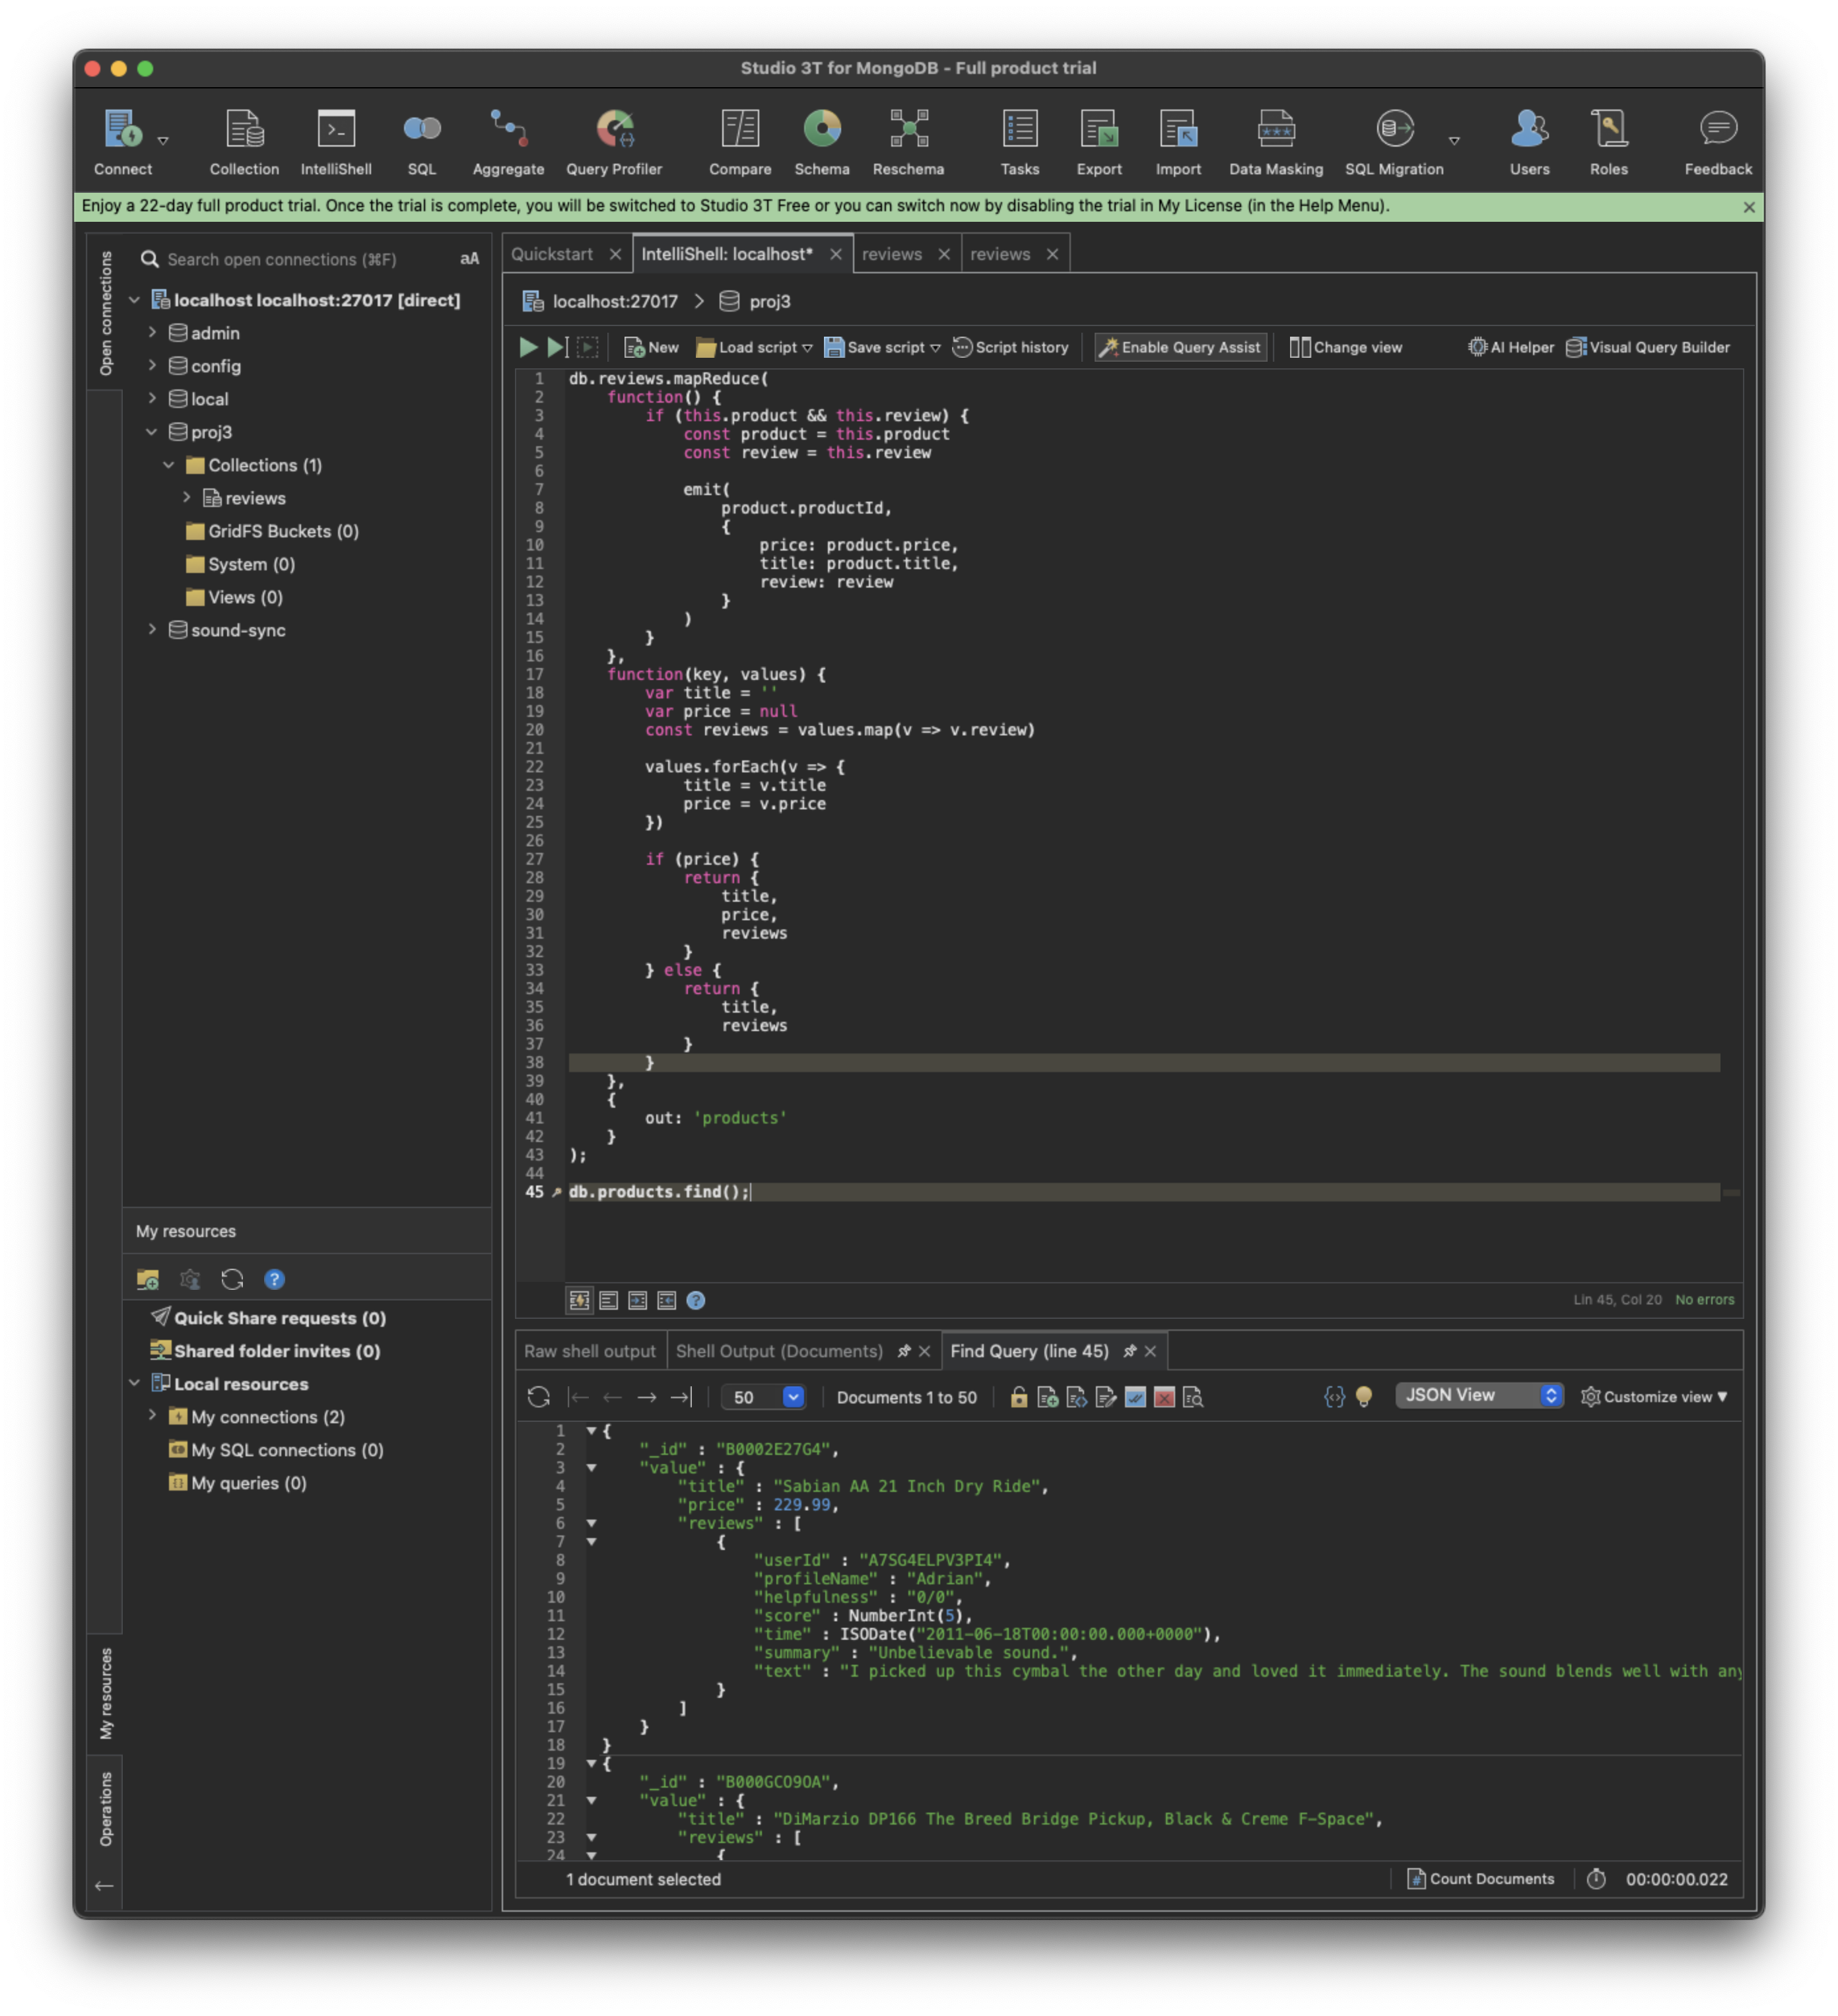 Studio 3T for MongoDB - Full product trial
Connect
Collection
IntelliShell
SQL
Aggregate
Query Profiler
Compare
Schema
Reschema
Tasks
Export
Import
Data Masking
SQL Migration
Users
Roles
Feedback
Enjoy a 22-day full product trial. Once the trial is complete, you will be switched to Studio 3T Free or you can switch now by disabling the trial in My License (in the Help Menu).
Open connections
Search open connections (⌘F) aA
localhost localhost:27017 [direct]
admin
config
local
proj3
Collections (1)
reviews
GridFS Buckets (0)
System (0)
Views (0)
sound-sync
My resources
Quick Share requests (0)
Shared folder invites (0)
Local resources
My connections (2)
My SQL connections (0)
My queries (0)
My resources
Operations
Quickstart
IntelliShell: localhost*
reviews
reviews
localhost:27017 > proj3
New Load script Save script Script history Enable Query Assist Change view AI Helper Visual Query Builder
1 db.reviews.mapReduce(
2     function() {
3         if (this.product && this.review) {
4             const product = this.product
5             const review = this.review
6
7             emit(
8                 product.productId,
9                 {
10                     price: product.price,
11                     title: product.title,
12                     review: review
13                 }
14             )
15         }
16     },
17     function(key, values) {
18         var title = ''
19         var price = null
20         const reviews = values.map(v => v.review)
21
22         values.forEach(v => {
23             title = v.title
24             price = v.price
25         })
26
27         if (price) {
28             return {
29                 title,
30                 price,
31                 reviews
32             }
33         } else {
34             return {
35                 title,
36                 reviews
37             }
38         }
39     },
40     {
41         out: 'products'
42     }
43 );
44
45 db.products.find();
Lin 45, Col 20 No errors
Raw shell output
Shell Output (Documents)
Find Query (line 45)
50 Documents 1 to 50 JSON View Customize view
1 {
2     "_id" : "B0002E27G4",
3     "value" : {
4         "title" : "Sabian AA 21 Inch Dry Ride",
5         "price" : 229.99,
6         "reviews" : [
7             {
8                 "userId" : "A7SG4ELPV3PI4",
9                 "profileName" : "Adrian",
10                 "helpfulness" : "0/0",
11                 "score" : NumberInt(5),
12                 "time" : ISODate("2011-06-18T00:00:00.000+0000"),
13                 "summary" : "Unbelievable sound.",
14                 "text" : "I picked up this cymbal the other day and loved it immediately. The sound blends well with any
15             }
16         ]
17     }
18 }
19 {
20     "_id" : "B000GCO9OA",
21     "value" : {
22         "title" : "DiMarzio DP166 The Breed Bridge Pickup, Black & Creme F-Space",
23         "reviews" : [
24             {
1 document selected
Count Documents
00:00:00.022